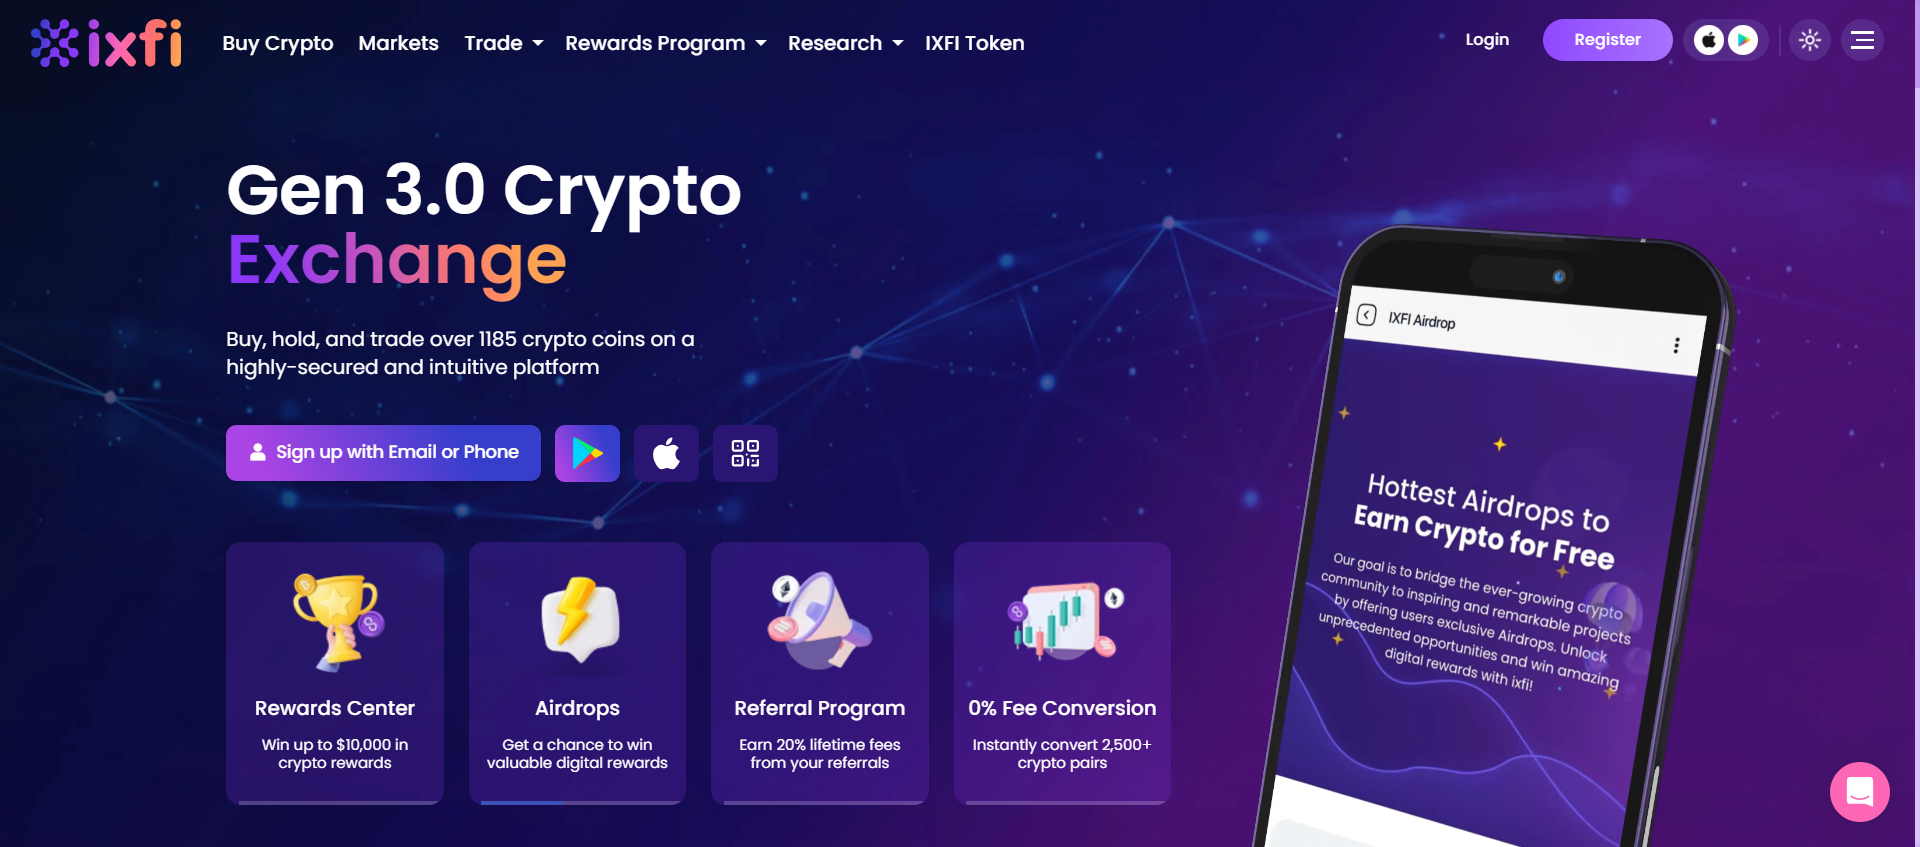 ixfi
Buy Crypto
Markets
Trade
Rewards Program
Research
IXFI Token
Login
Register
Gen 3.0 Crypto
Exchange
Buy, hold, and trade over 1185 crypto coins on a
highly-secured and intuitive platform
Sign up with Email or Phone
Rewards Center
Win up to $10,000 in
crypto rewards
Airdrops
Get a chance to win
valuable digital rewards
Referral Program
Earn 20% lifetime fees
from your referrals
0% Fee Conversion
Instantly convert 2,500+
crypto pairs
IXFI Airdrop
Hottest Airdrops to
Earn Crypto for Free
Our goal is to bridge the ever-growing crypto
community to inspiring and remarkable projects
by offering users exclusive Airdrops. Unlock
unprecedented opportunities and win amazing
digital rewards with ixfi!